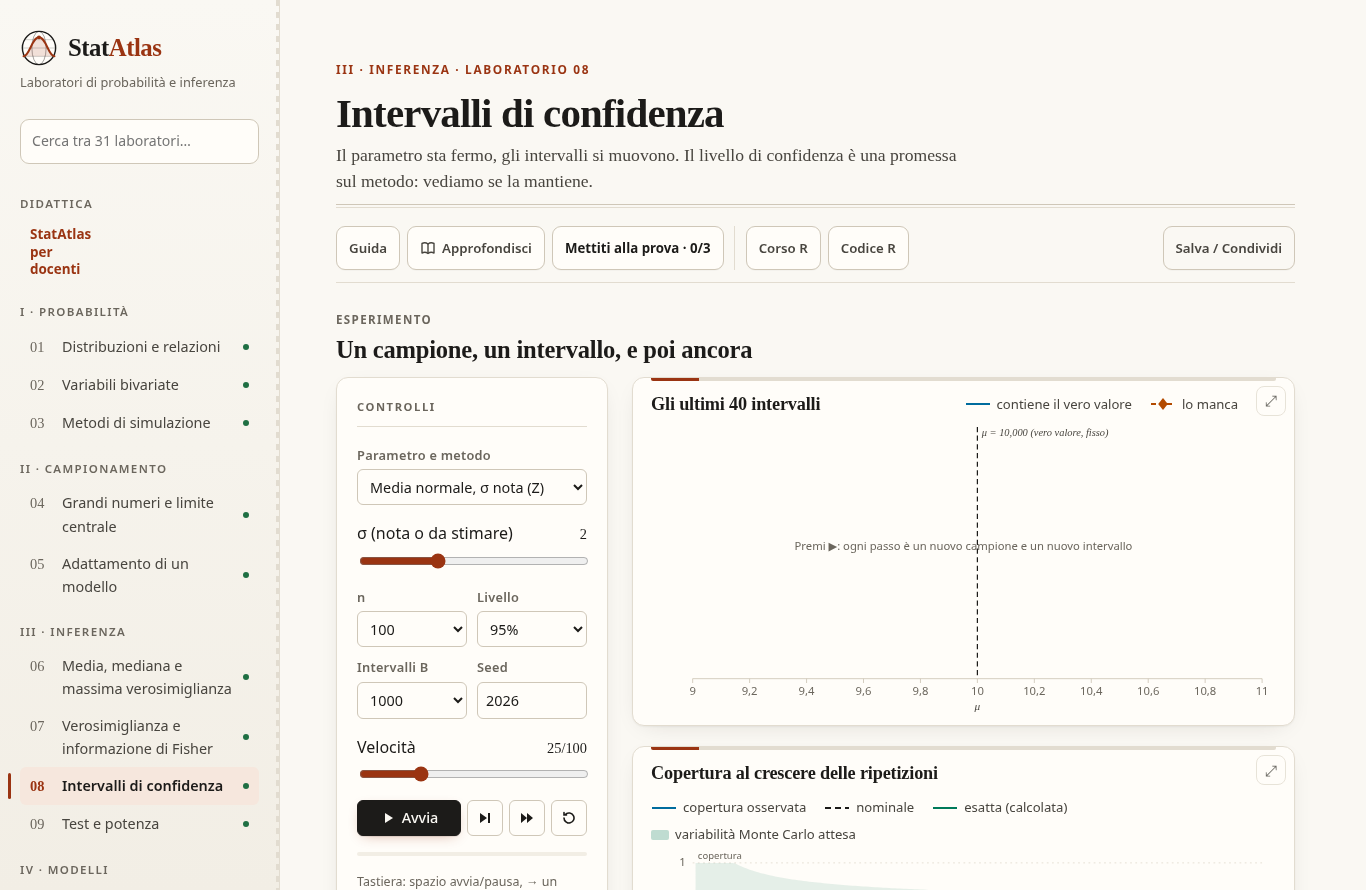 StatAtlas
Laboratori di probabilità e inferenza
Cerca tra 31 laboratori...
DIDATTICA
StatAtlas
per
docenti
I · PROBABILITÀ
01 Distribuzioni e relazioni
02 Variabili bivariate
03 Metodi di simulazione
II · CAMPIONAMENTO
04 Grandi numeri e limite
centrale
05 Adattamento di un
modello
III · INFERENZA
06 Media, mediana e
massima verosimiglianza
07 Verosimiglianza e
informazione di Fisher
08 Intervalli di confidenza
09 Test e potenza
IV · MODELLI
III · INFERENZA · LABORATORIO 08
Intervalli di confidenza
Il parametro sta fermo, gli intervalli si muovono. Il livello di confidenza è una promessa
sul metodo: vediamo se la mantiene.
Guida Approfondisci Mettiti alla prova · 0/3 Corso R Codice R Salva / Condividi
ESPERIMENTO
Un campione, un intervallo, e poi ancora
CONTROLLI
Parametro e metodo
Media normale, σ nota (Z)
σ (nota o da stimare) 2
n Livello
100 95%
Intervalli B Seed
1000 2026
Velocità 25/100
Avvia
Tastiera: spazio avvia/pausa, → un
Gli ultimi 40 intervalli contiene il vero valore lo manca
μ = 10,000 (vero valore, fisso)
Premi ▶: ogni passo è un nuovo campione e un nuovo intervallo
9 9,2 9,4 9,6 9,8 10 10,2 10,4 10,6 10,8 11
μ
Copertura al crescere delle ripetizioni
copertura osservata nominale esatta (calcolata)
variabilità Monte Carlo attesa
copertura
1